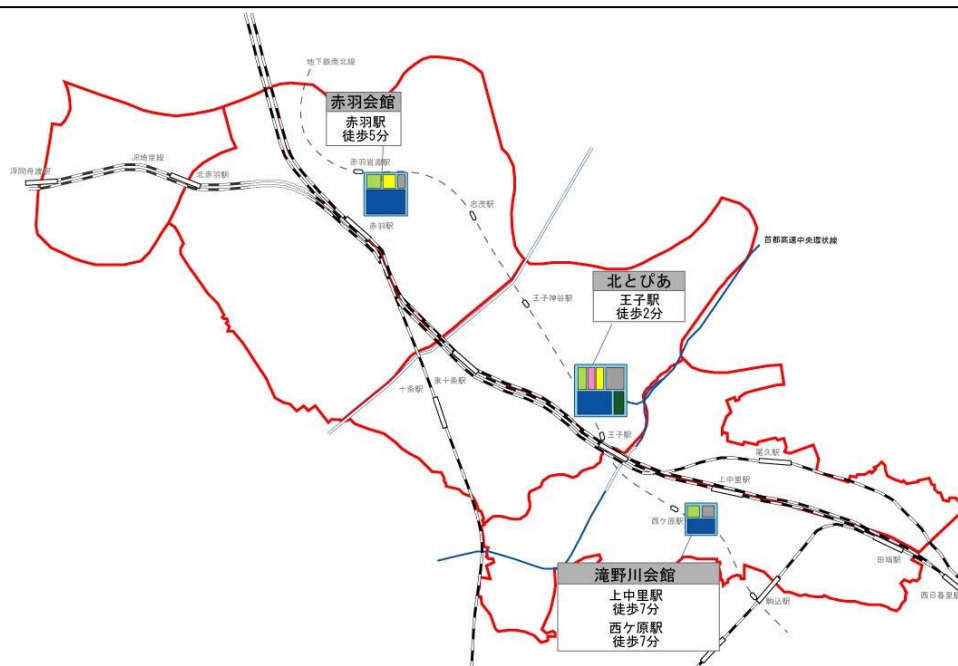 地下鉄南北線
赤羽会館
赤羽駅
徒歩5分
赤羽岩淵駅
JR埼京線
浮間舟渡駅
北赤羽駅
志茂駅
赤羽駅
首都高速中央環状線
北とぴあ
王子駅
徒歩2分
王子神谷駅
東十条駅
十条駅
王子駅
尾久駅
上中里駅
西ケ原駅
田端駅
滝野川会館
上中里駅
徒歩7分
西ケ原駅
徒歩7分
駒込駅
西日暮里駅